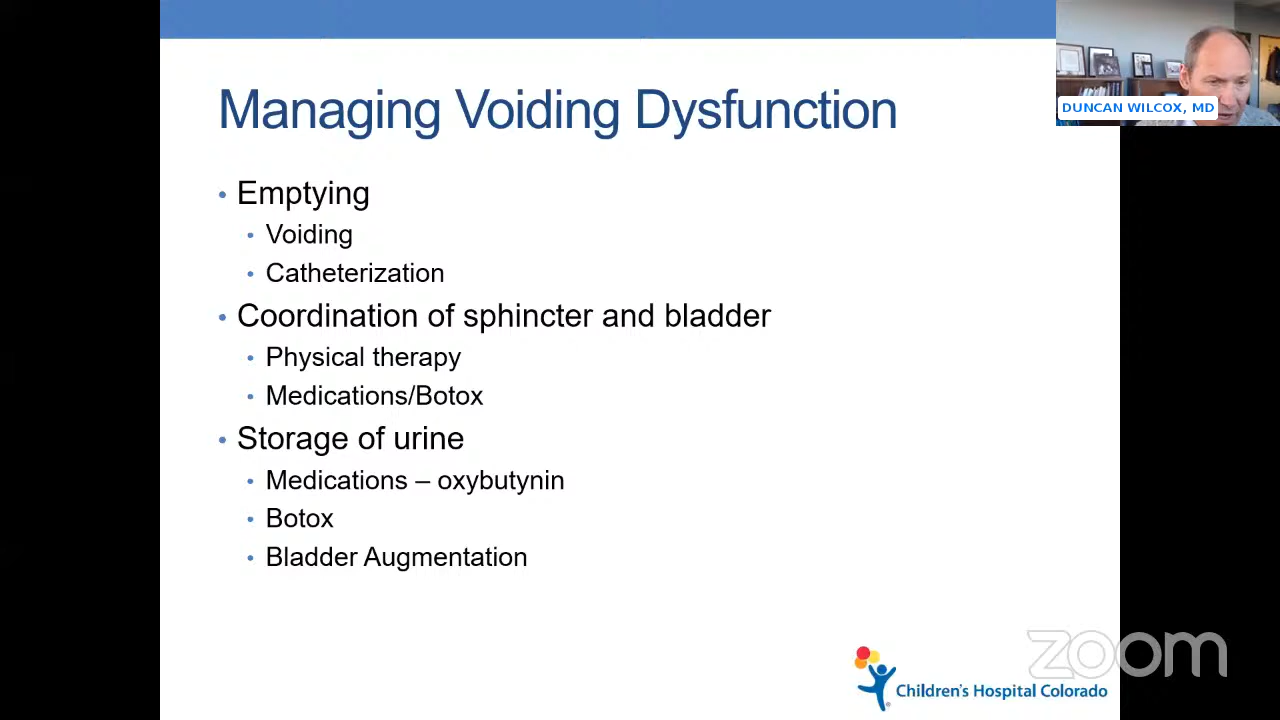 Managing Voiding Dysfunction
DUNCAN WILCOX, MD
• Emptying
• Voiding
• Catheterization
• Coordination of sphincter and bladder
• Physical therapy
• Medications/Botox
• Storage of urine
• Medications – oxybutynin
• Botox
• Bladder Augmentation
zoom
Children's Hospital Colorado